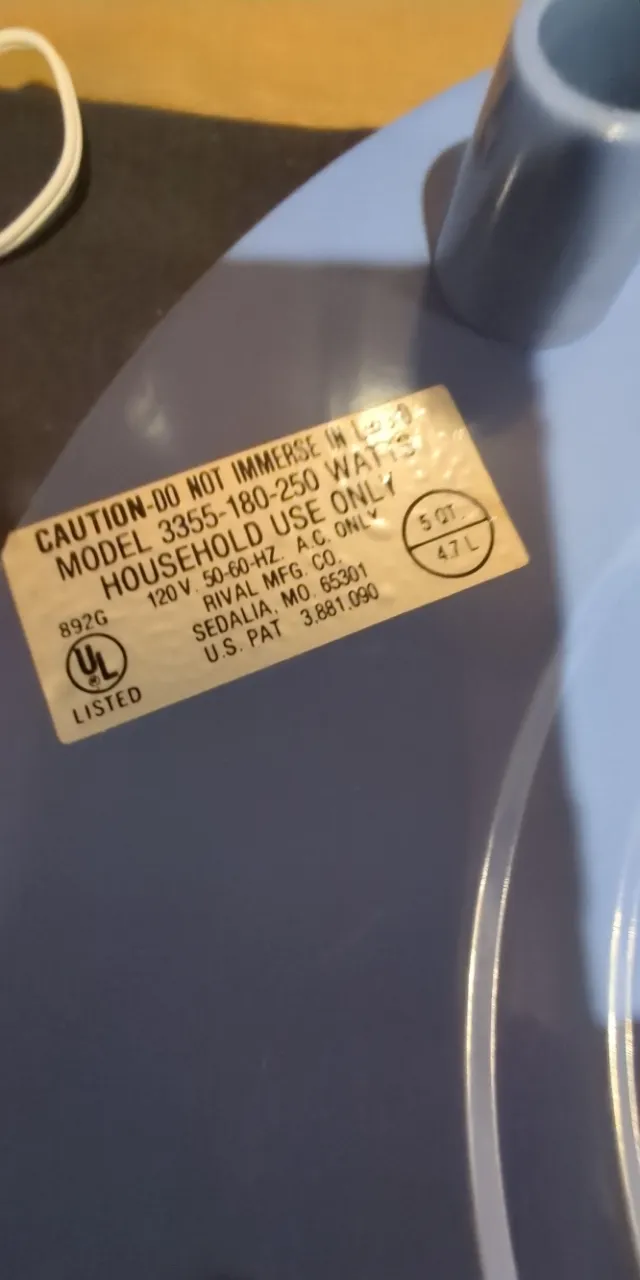 CAUTION-DO NOT IMMERSE IN
MODEL 3355-180-250 WATTS
HOUSEHOLD USE ONLY
120 V. 50-60-HZ. A.C. ONLY
RIVAL MFG. CO.
SEDALIA, MO. 65301
U.S. PAT 3.881.090
892G
UL
®
LISTED
5 QT.
4.7 L